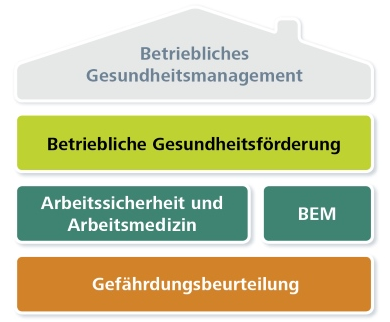 Betriebliches
Gesundheitsmanagement
Betriebliche Gesundheitsförderung
Arbeitssicherheit und
Arbeitsmedizin
BEM
Gefährdungsbeurteilung